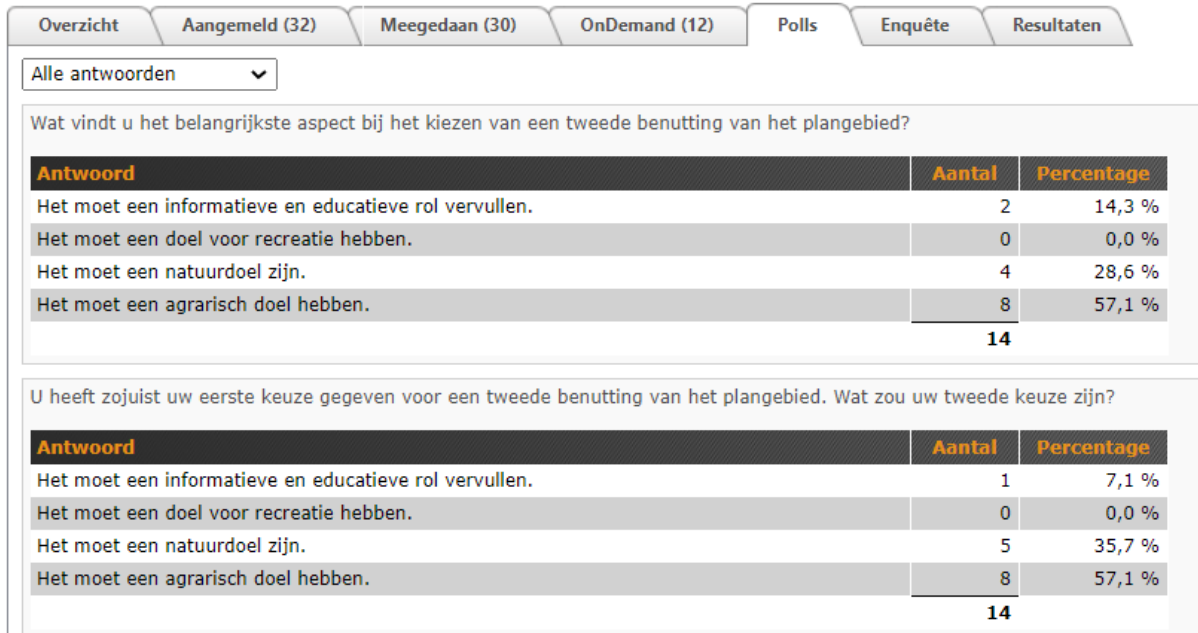 Overzicht Aangemeld (32) Meegedaan (30) OnDemand (12) Polls Enquête Resultaten
Alle antwoorden
Wat vindt u het belangrijkste aspect bij het kiezen van een tweede benutting van het plangebied?
Antwoord Aantal Percentage
Het moet een informatieve en educatieve rol vervullen. 2 14,3 %
Het moet een doel voor recreatie hebben. 0 0,0 %
Het moet een natuurdoel zijn. 4 28,6 %
Het moet een agrarisch doel hebben. 8 57,1 %
14
U heeft zojuist uw eerste keuze gegeven voor een tweede benutting van het plangebied. Wat zou uw tweede keuze zijn?
Antwoord Aantal Percentage
Het moet een informatieve en educatieve rol vervullen. 1 7,1 %
Het moet een doel voor recreatie hebben. 0 0,0 %
Het moet een natuurdoel zijn. 5 35,7 %
Het moet een agrarisch doel hebben. 8 57,1 %
14